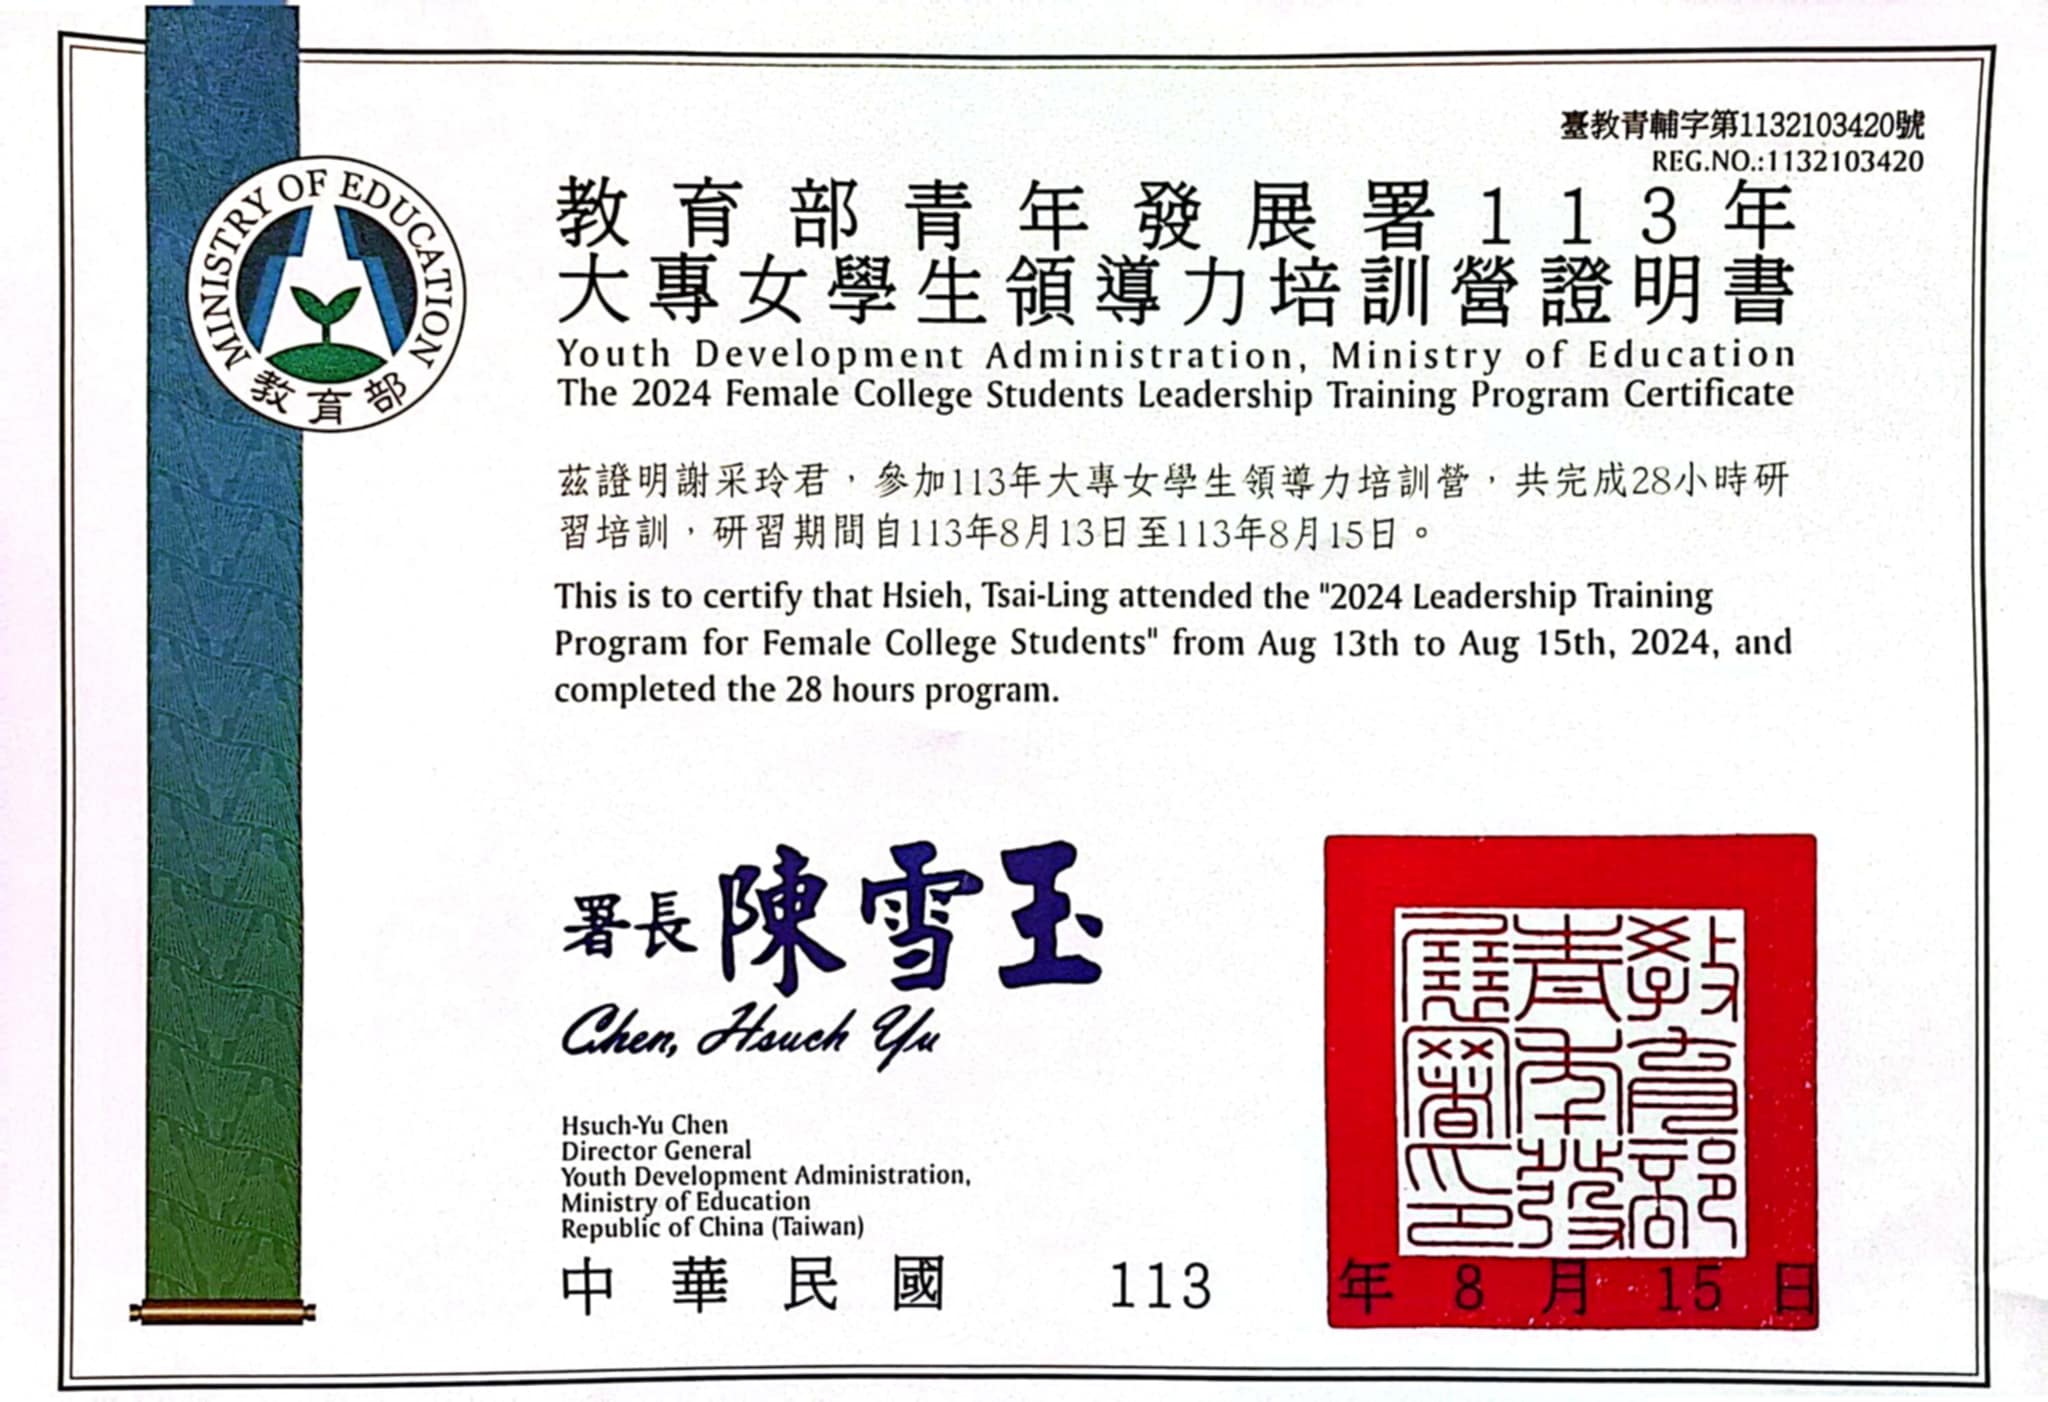 臺教青輔字第1132103420號
REG.NO.:1132103420
MINISTRY OF EDUCATION
教育部
教育部青年發展署113年
大專女學生領導力培訓營證明書
Youth Development Administration, Ministry of Education
The 2024 Female College Students Leadership Training Program Certificate
茲證明謝采玲君，參加113年大專女學生領導力培訓營，共完成28小時研
習培訓，研習期間自113年8月13日至113年8月15日。
This is to certify that Hsieh, Tsai-Ling attended the "2024 Leadership Training
Program for Female College Students" from Aug 13th to Aug 15th, 2024, and
completed the 28 hours program.
署長 陳雪玉
Chen, Hsuch Yu
Hsuch-Yu Chen
Director General
Youth Development Administration,
Ministry of Education
Republic of China (Taiwan)
教育部
青年發
展署印
中華民國 113 年 8 月 15 日